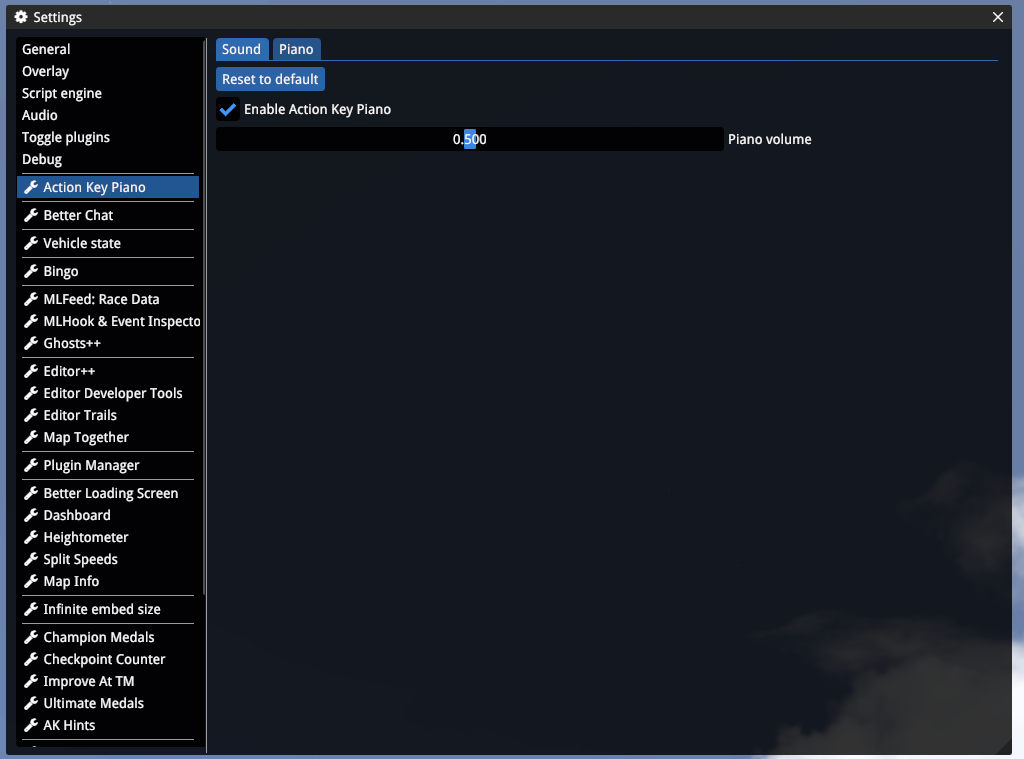 Settings
General
Overlay
Script engine
Audio
Toggle plugins
Debug
Action Key Piano
Better Chat
Vehicle state
Bingo
MLFeed: Race Data
MLHook & Event Inspecto
Ghosts++
Editor++
Editor Developer Tools
Editor Trails
Map Together
Plugin Manager
Better Loading Screen
Dashboard
Heightometer
Split Speeds
Map Info
Infinite embed size
Champion Medals
Checkpoint Counter
Improve At TM
Ultimate Medals
AK Hints
Sound Piano
Reset to default
Enable Action Key Piano
0.500 Piano volume